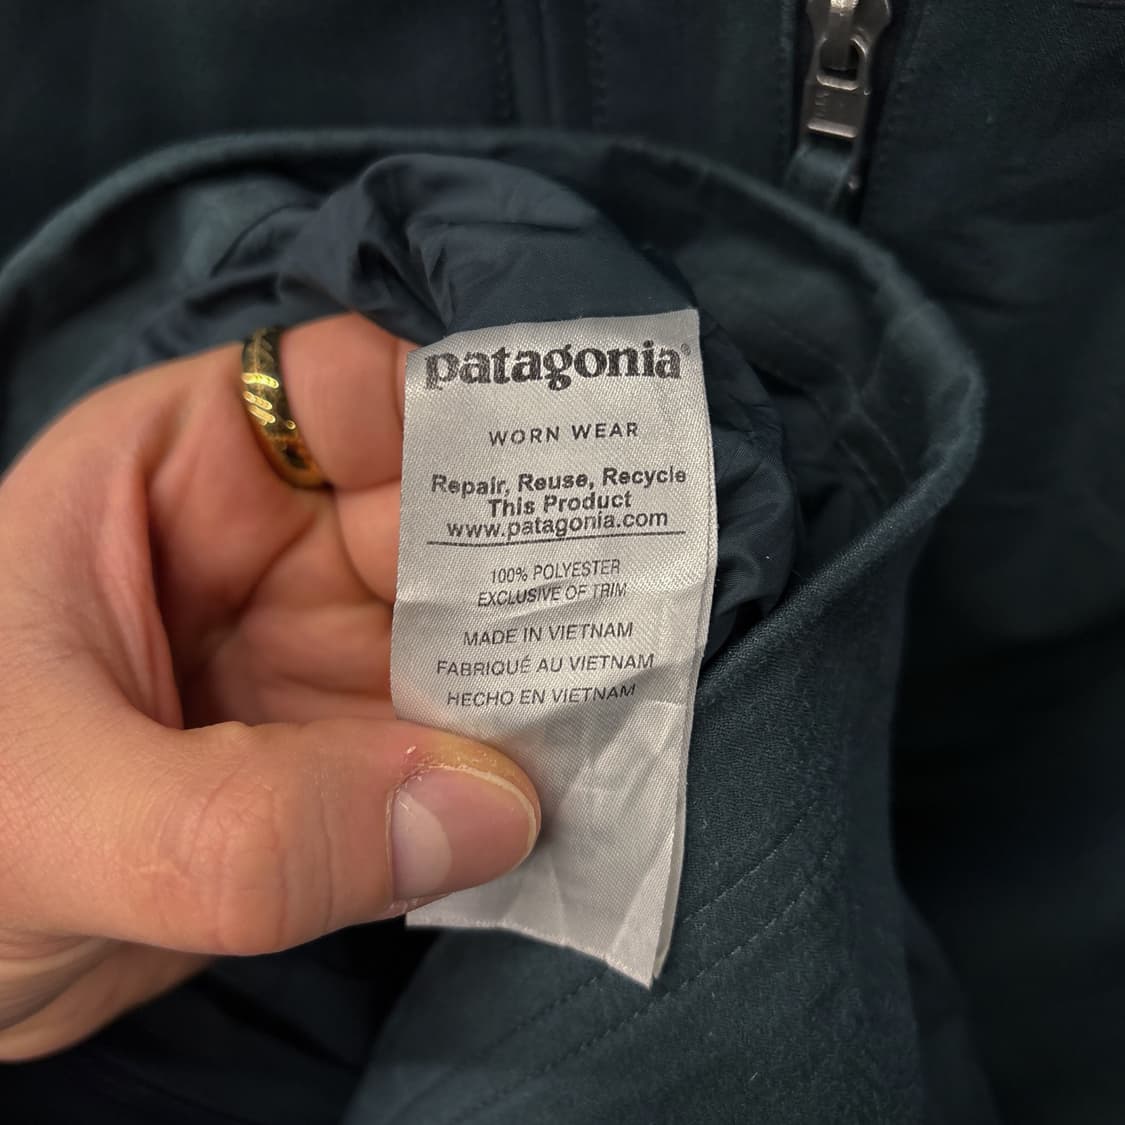 patagonia®
WORN WEAR
Repair, Reuse, Recycle
This Product
www.patagonia.com
100% POLYESTER
EXCLUSIVE OF TRIM
MADE IN VIETNAM
FABRIQUÉ AU VIETNAM
HECHO EN VIETNAM